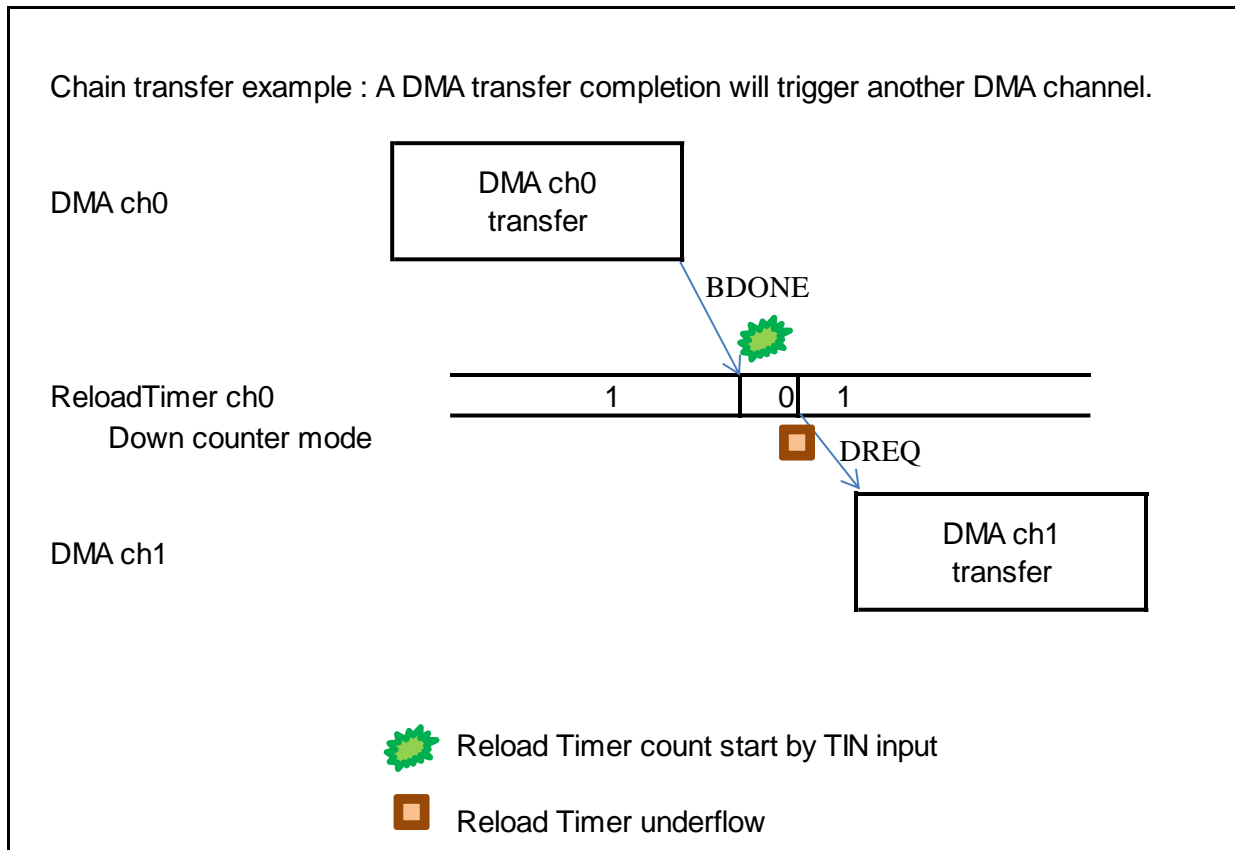 Chain transfer example : A DMA transfer completion will trigger another DMA channel.
DMA ch0
DMA ch0
transfer
BDONE
ReloadTimer ch0
1 0 1
Down counter mode
DREQ
DMA ch1
DMA ch1
transfer
Reload Timer count start by TIN input
Reload Timer underflow